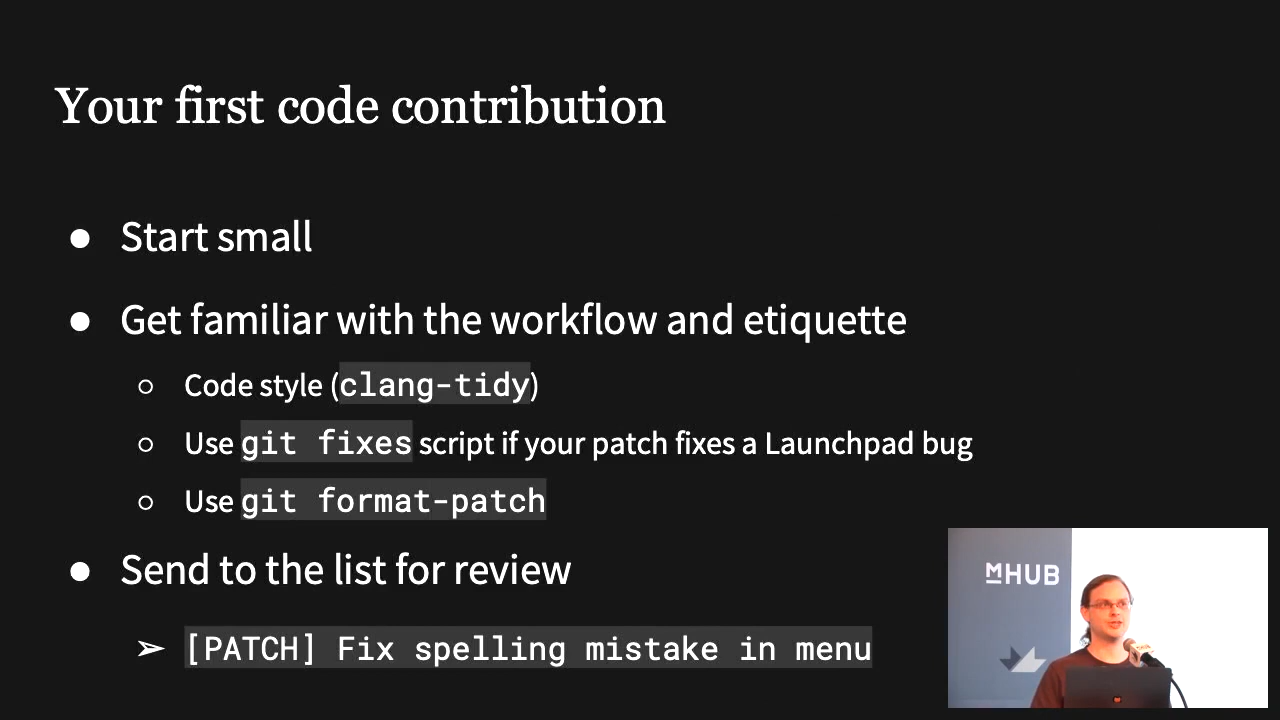 Your first code contribution
● Start small
● Get familiar with the workflow and etiquette
○ Code style (clang-tidy)
○ Use git fixes script if your patch fixes a Launchpad bug
○ Use git format-patch
● Send to the list for review
➢ [PATCH] Fix spelling mistake in menu
MHUB